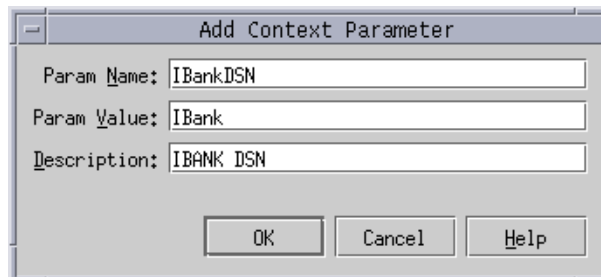 Add Context Parameter
Param Name: IBankDSN
Param Value: IBank
Description: IBANK DSN
OK Cancel Help